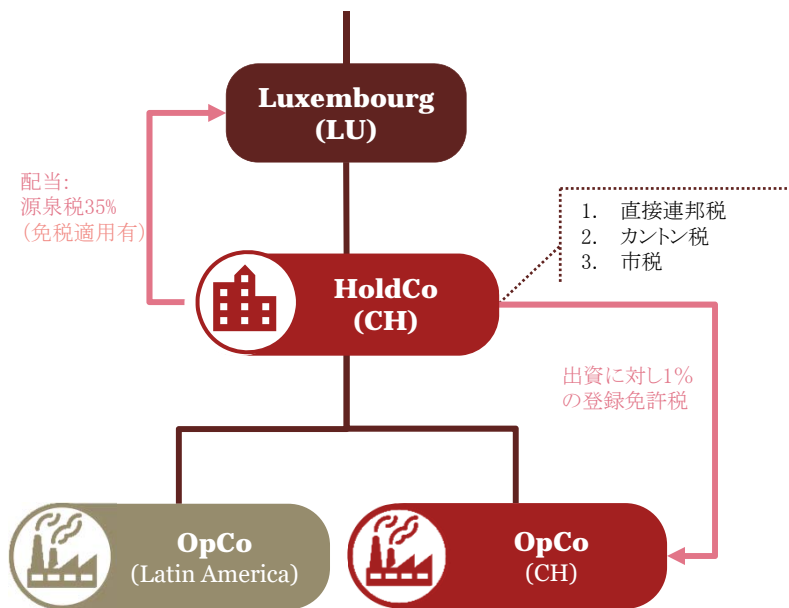 Luxembourg
(LU)
配当:
源泉税35%
(免税適用有)
1. 直接連邦税
2. カントン税
3. 市税
HoldCo
(CH)
出資に対し1%
の登録免許税
OpCo
(Latin America)
OpCo
(CH)